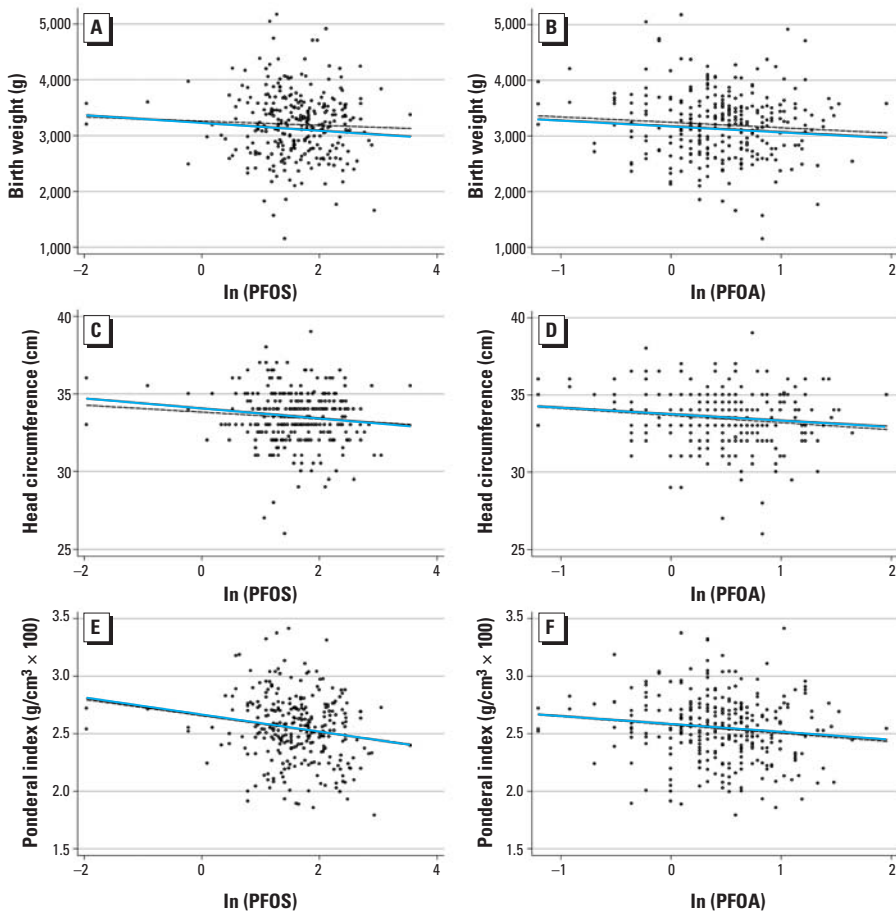 A
Birth weight (g)
5,000
4,000
3,000
2,000
1,000
−2
0
2
4
ln (PFOS)
B
Birth weight (g)
5,000
4,000
3,000
2,000
1,000
−1
0
1
2
ln (PFOA)
C
Head circumference (cm)
40
35
30
25
−2
0
2
4
ln (PFOS)
D
Head circumference (cm)
40
35
30
25
−1
0
1
2
ln (PFOA)
E
Ponderal index (g/cm³ × 100)
3.5
3.0
2.5
2.0
1.5
−2
0
2
4
ln (PFOS)
F
Ponderal index (g/cm³ × 100)
3.5
3.0
2.5
2.0
1.5
−1
0
1
2
ln (PFOA)